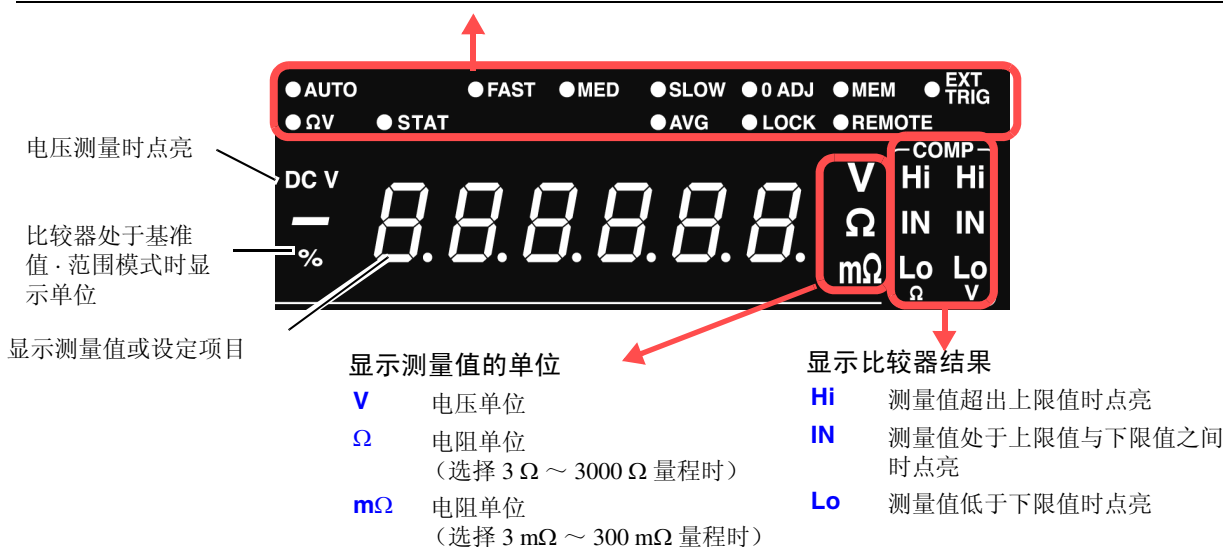 AUTO FAST MED SLOW 0 ADJ MEM EXT TRIG
ΩV STAT AVG LOCK REMOTE
电压测量时点亮
DC V
比较器处于基准
值 · 范围模式时显
示单位
%
显示测量值或设定项目
8.8.8.8.8.8.
V
Ω
mΩ
COMP
Hi Hi
IN IN
Lo Lo
Ω V
显示测量值的单位
V 电压单位
Ω 电阻单位
（选择 3 Ω ～ 3000 Ω 量程时）
mΩ 电阻单位
（选择 3 mΩ ～ 300 mΩ 量程时）
显示比较器结果
Hi 测量值超出上限值时点亮
IN 测量值处于上限值与下限值之间
时点亮
Lo 测量值低于下限值时点亮